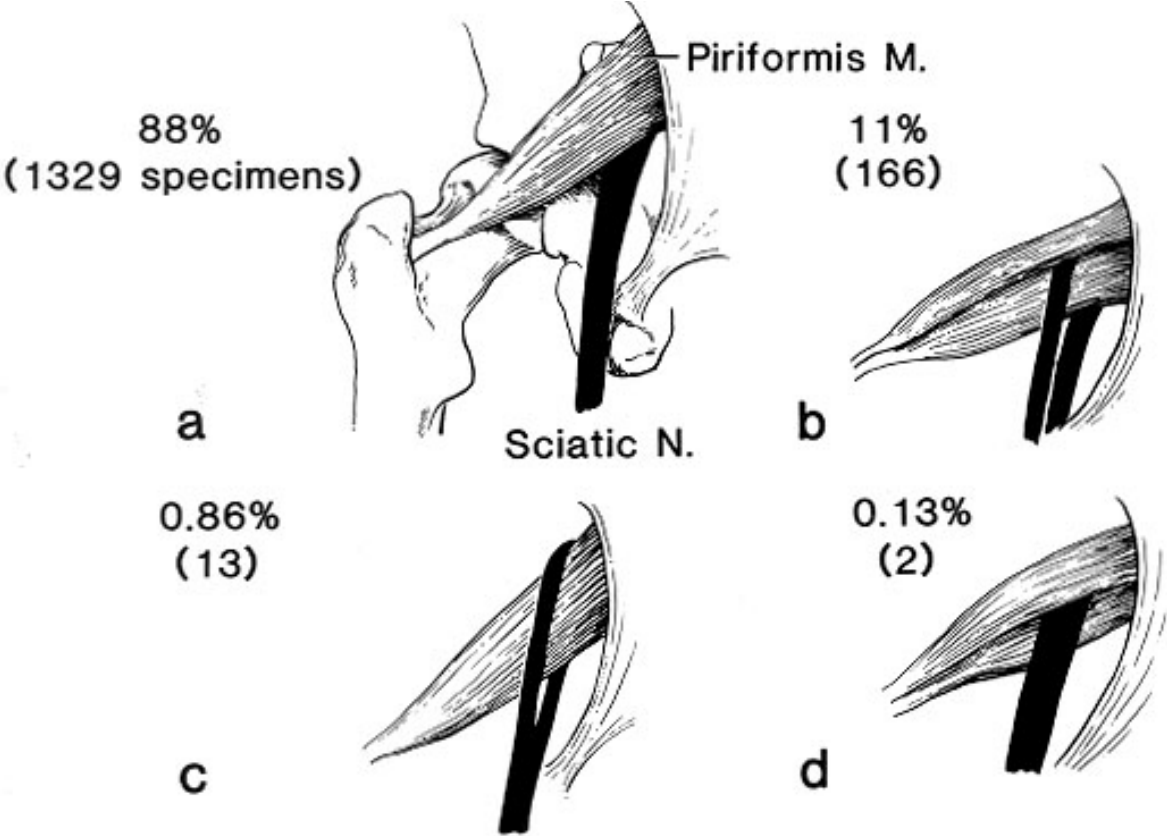 Piriformis M.
88%
(1329 specimens)
11%
(166)
a
b
Sciatic N.
0.86%
(13)
0.13%
(2)
c
d